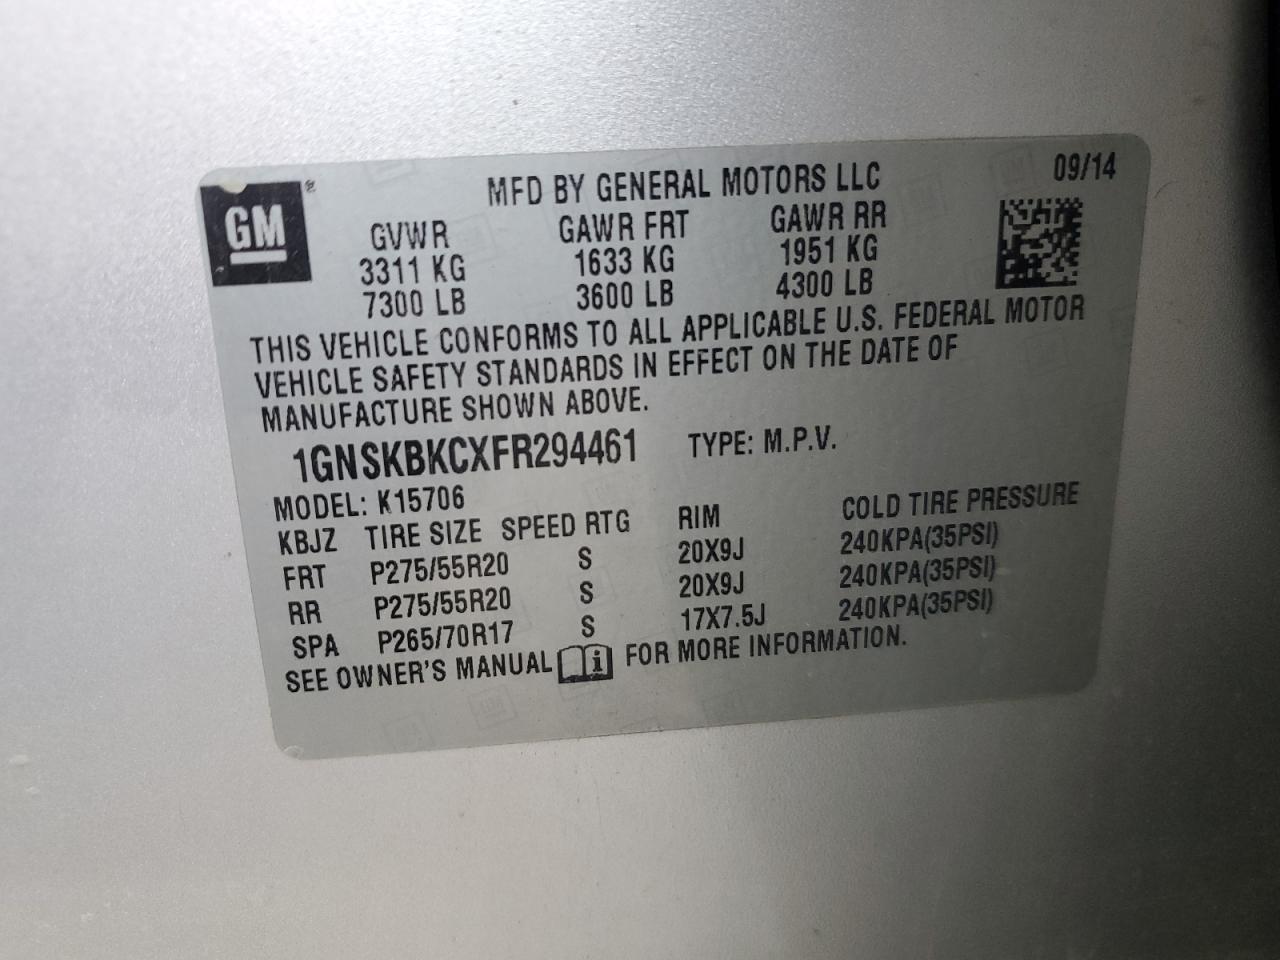 GM ®
MFD BY GENERAL MOTORS LLC 09/14
GVWR GAWR FRT GAWR RR
3311 KG 1633 KG 1951 KG
7300 LB 3600 LB 4300 LB
THIS VEHICLE CONFORMS TO ALL APPLICABLE U.S. FEDERAL MOTOR
VEHICLE SAFETY STANDARDS IN EFFECT ON THE DATE OF
MANUFACTURE SHOWN ABOVE.
1GNSKBKCXFR294461 TYPE: M.P.V.
MODEL: K15706
KBJZ TIRE SIZE SPEED RTG RIM COLD TIRE PRESSURE
FRT P275/55R20 S 20X9J 240KPA(35PSI)
RR P275/55R20 S 20X9J 240KPA(35PSI)
SPA P265/70R17 S 17X7.5J 240KPA(35PSI)
SEE OWNER'S MANUAL i FOR MORE INFORMATION.